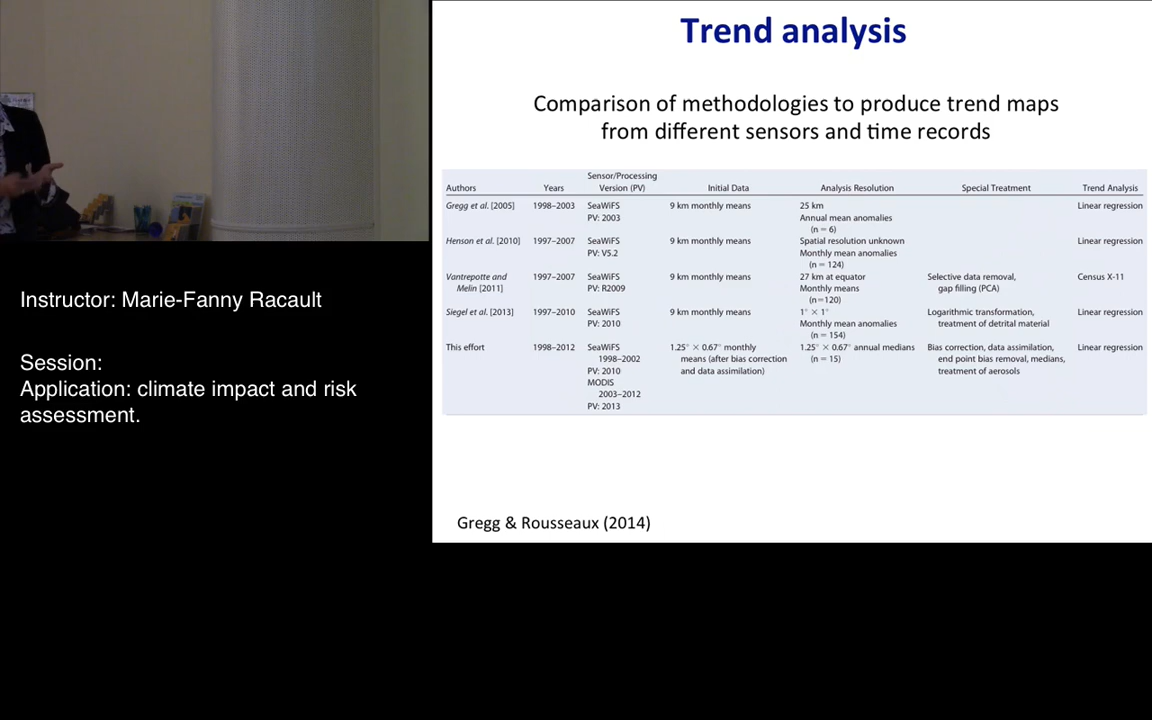 Trend analysis
Comparison of methodologies to produce trend maps
from different sensors and time records
Sensor/Processing
Authors Years Version (PV) Initial Data Analysis Resolution Special Treatment Trend Analysis
Gregg et al. [2005] 1998–2003 SeaWiFS 9 km monthly means 25 km Linear regression
PV: 2003 Annual mean anomalies
(n = 6)
Henson et al. [2010] 1997–2007 SeaWiFS 9 km monthly means Spatial resolution unknown Linear regression
PV: V5.2 Monthly mean anomalies
(n = 124)
Vantrepotte and 1997–2007 SeaWiFS 9 km monthly means 27 km at equator Selective data removal, Census X-11
Melin [2011] PV: R2009 Monthly means gap filling (PCA)
(n=120)
Siegel et al. [2013] 1997–2010 SeaWiFS 9 km monthly means 1° × 1° Logarithmic transformation, Linear regression
PV: 2010 Monthly mean anomalies treatment of detrital material
(n = 154)
This effort 1998–2012 SeaWiFS 1.25° × 0.67° monthly 1.25° × 0.67° annual medians Bias correction, data assimilation, Linear regression
1998–2002 means (after bias correction (n = 15) end point bias removal, medians,
PV: 2010 and data assimilation) treatment of aerosols
MODIS
2003–2012
PV: 2013
Gregg & Rousseaux (2014)
Instructor: Marie-Fanny Racault
Session:
Application: climate impact and risk
assessment.